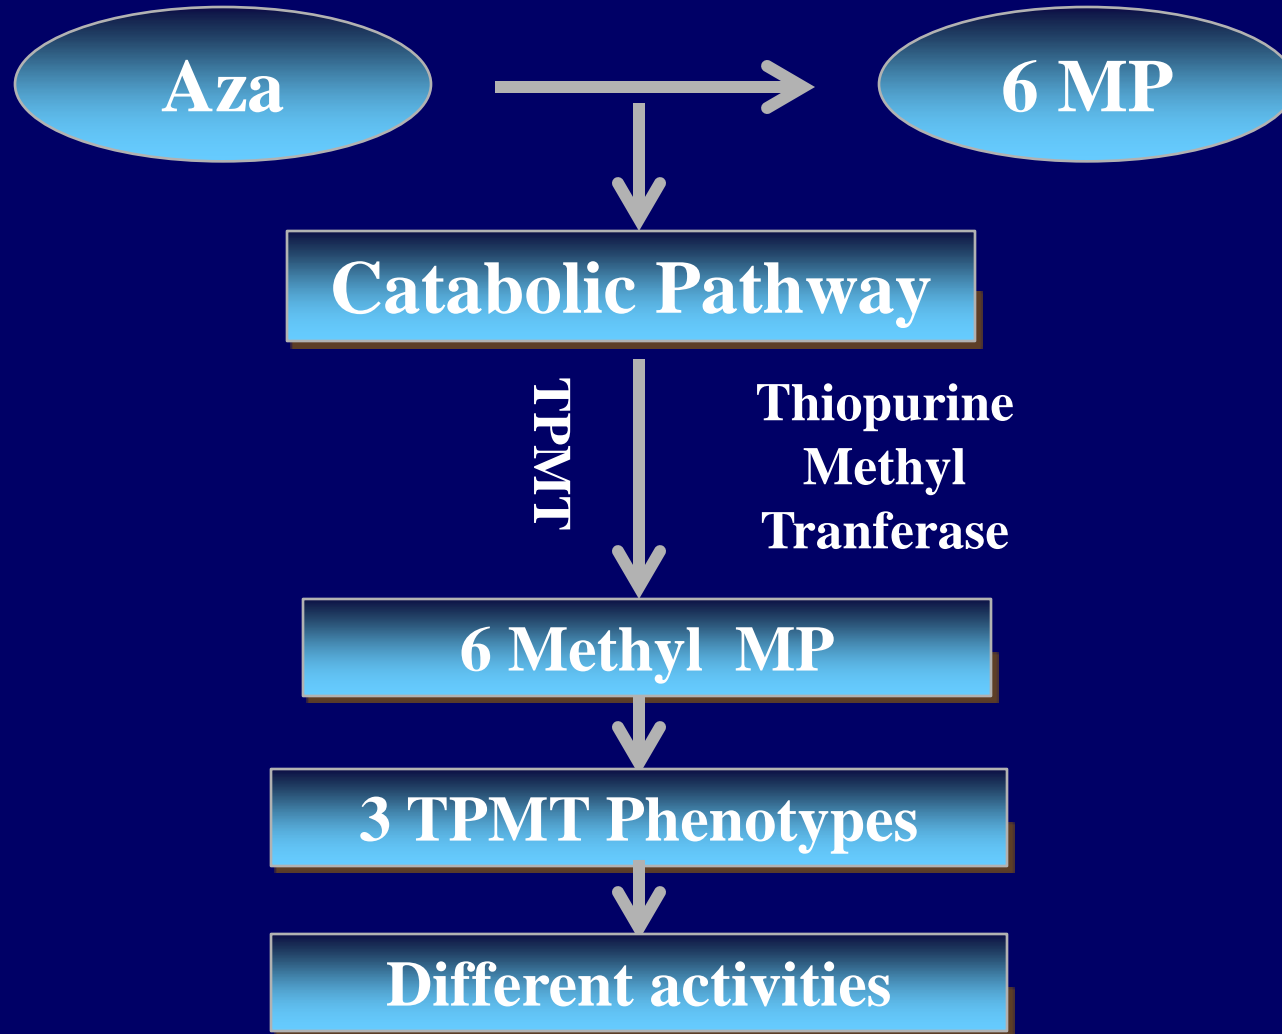 Aza
6 MP
Catabolic Pathway
TPMT
Thiopurine
Methyl
Tranferase
6 Methyl  MP
3 TPMT Phenotypes
Different activities